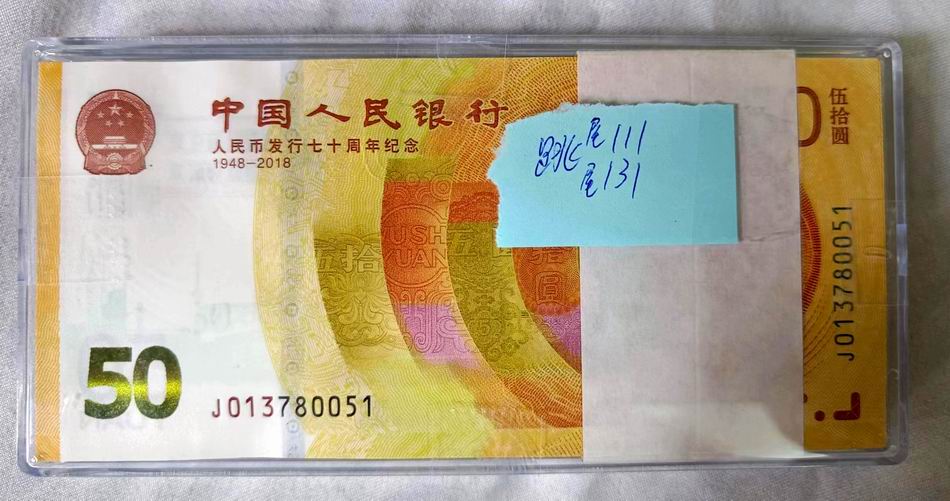 中国人民银行
人民币发行七十周年纪念
1948-2018
跳尾111
尾131
伍拾圆
50
J013780051
J013780051